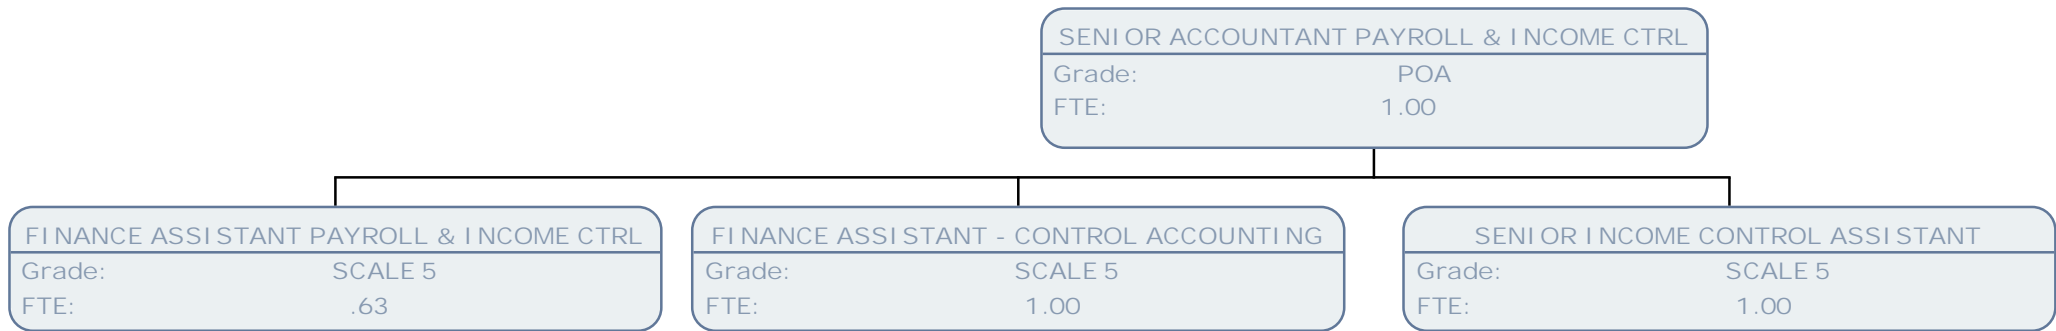 SENIOR ACCOUNTANT PAYROLL & INCOME CTRL
Grade: POA
FTE: 1.00
FINANCE ASSISTANT PAYROLL & INCOME CTRL
Grade: SCALE 5
FTE: .63
FINANCE ASSISTANT - CONTROL ACCOUNTING
Grade: SCALE 5
FTE: 1.00
SENIOR INCOME CONTROL ASSISTANT
Grade: SCALE 5
FTE: 1.00